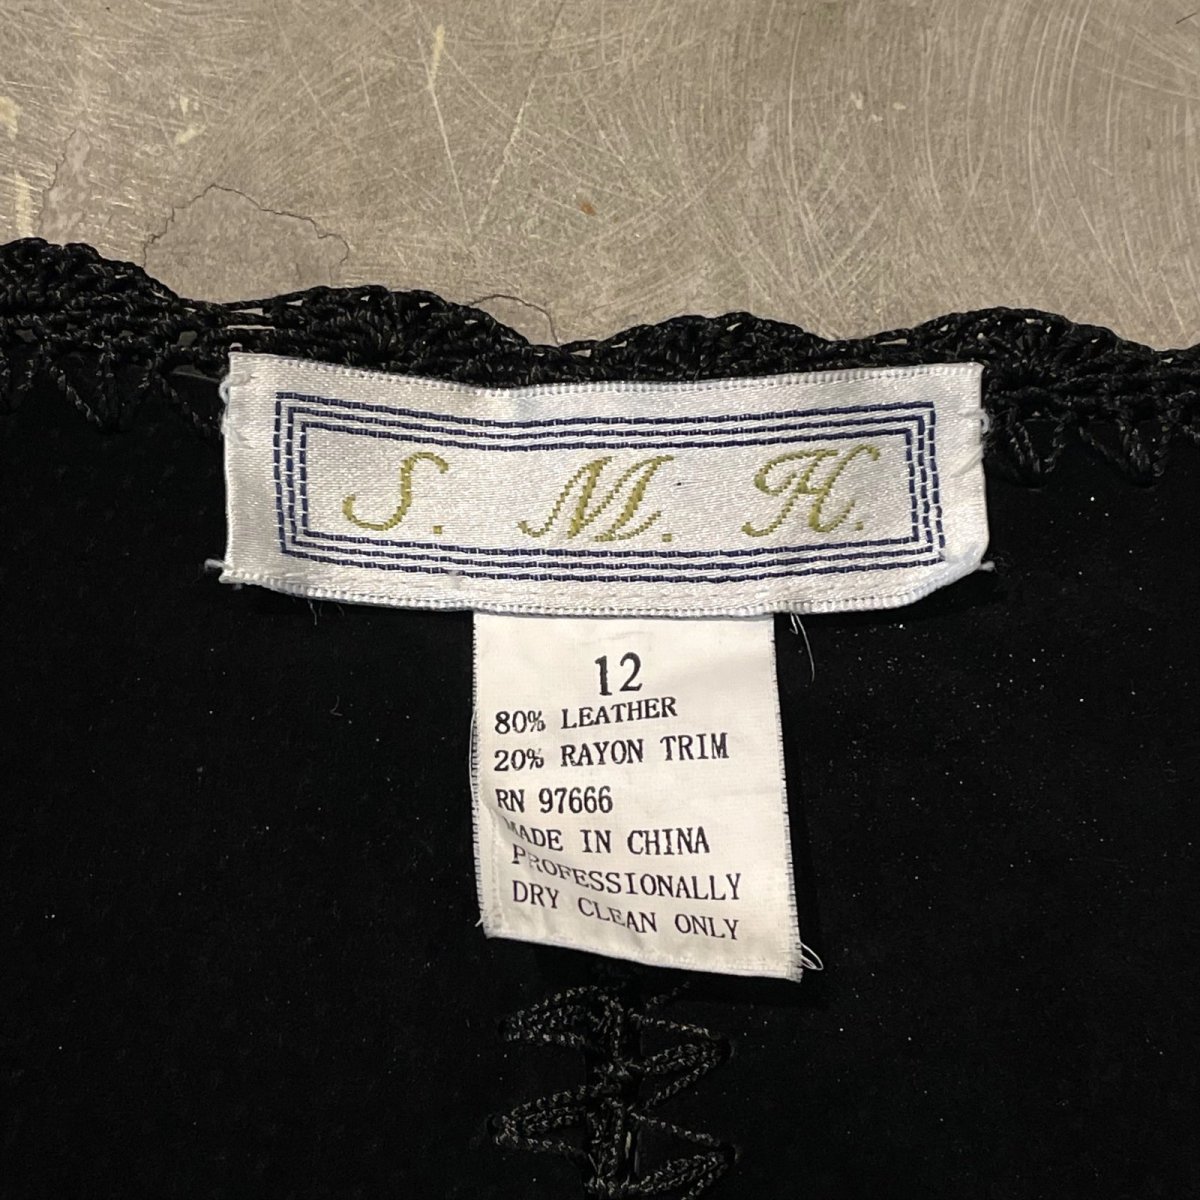 S. M. H.
12
80% LEATHER
20% RAYON TRIM
RN 97666
MADE IN CHINA
PROFESSIONALLY
DRY CLEAN ONLY